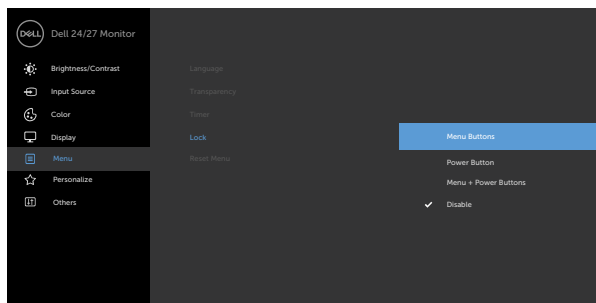 DELL
Dell 24/27 Monitor
Brightness/Contrast
Input Source
Color
Display
Menu
Personalize
Others
Language
Transparency
Timer
Lock
Reset Menu
Menu Buttons
Power Button
Menu + Power Buttons
Disable